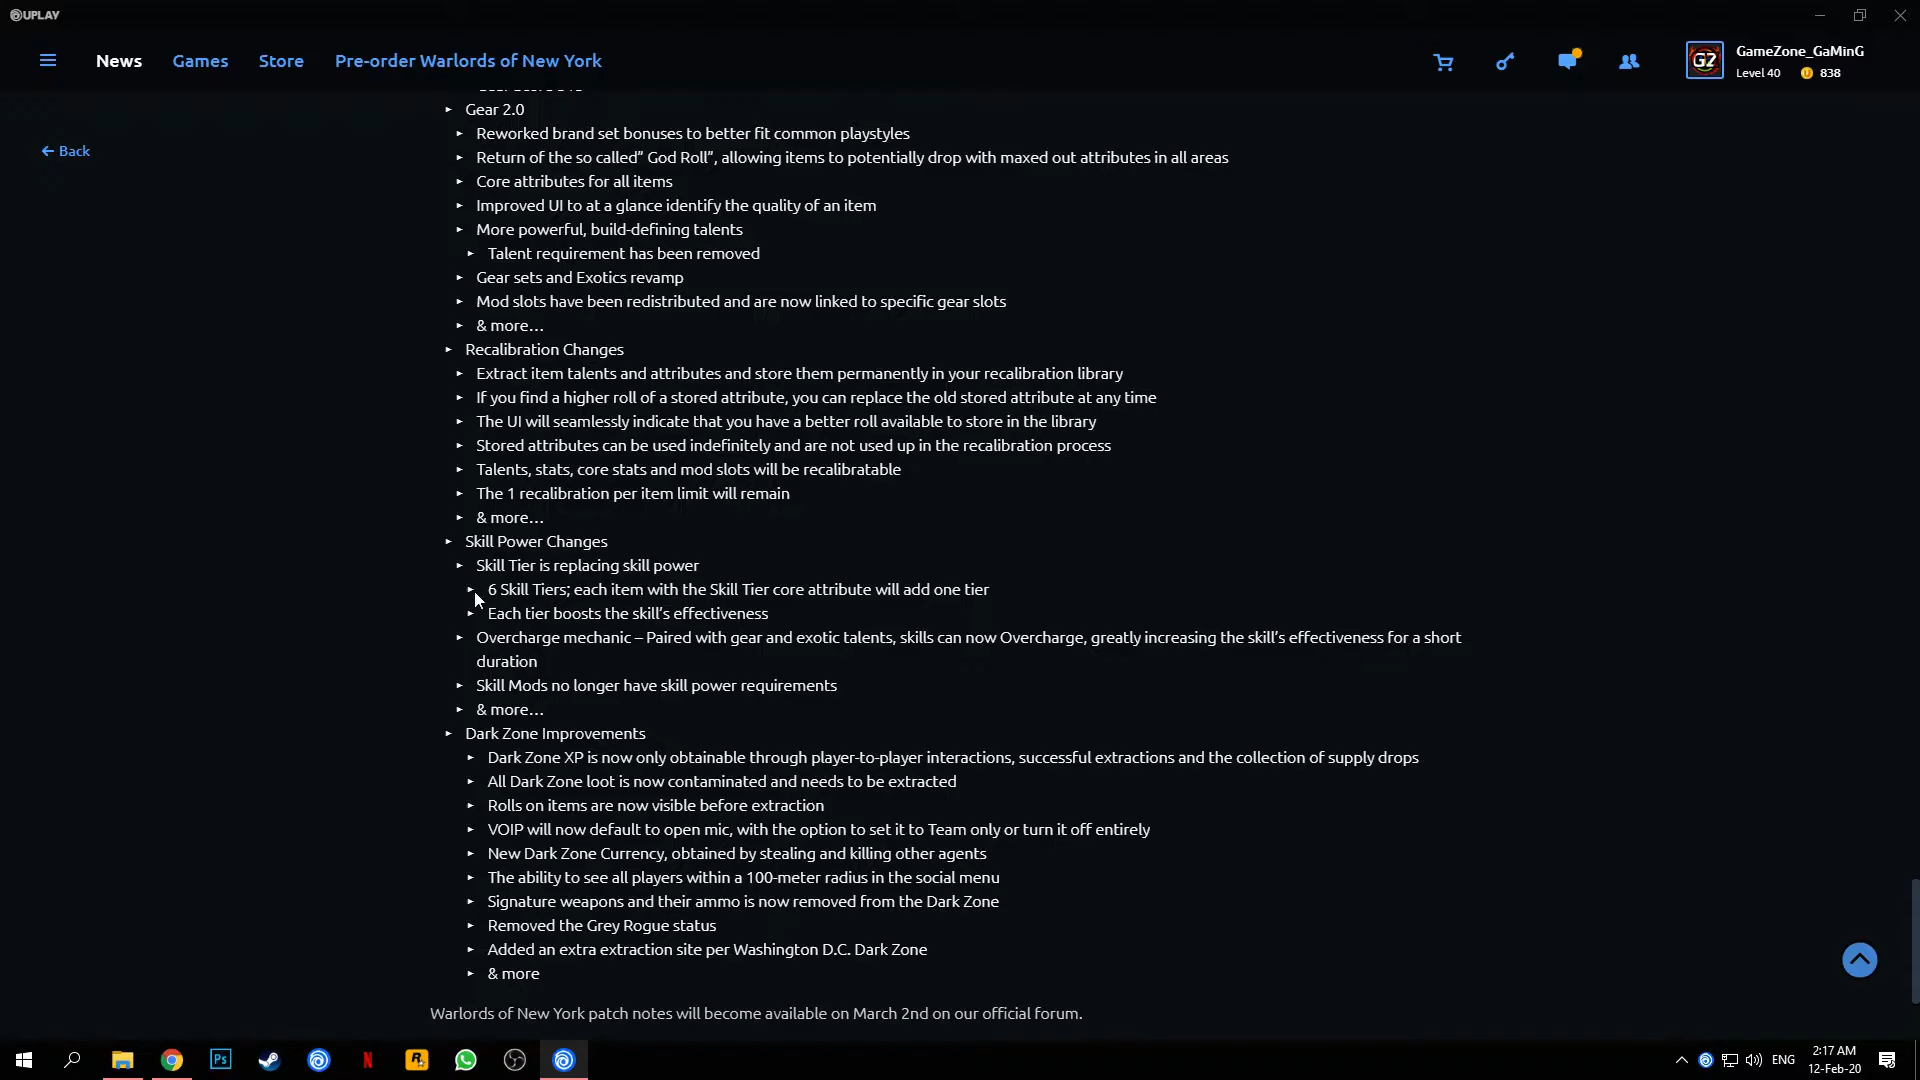 UPLAY
News Games Store Pre-order Warlords of New York
GZ
GameZone_GaMinG
Level 40 838
Back
Gear 2.0
Reworked brand set bonuses to better fit common playstyles
Return of the so called” God Roll”, allowing items to potentially drop with maxed out attributes in all areas
Core attributes for all items
Improved UI to at a glance identify the quality of an item
More powerful, build-defining talents
Talent requirement has been removed
Gear sets and Exotics revamp
Mod slots have been redistributed and are now linked to specific gear slots
& more…
Recalibration Changes
Extract item talents and attributes and store them permanently in your recalibration library
If you find a higher roll of a stored attribute, you can replace the old stored attribute at any time
The UI will seamlessly indicate that you have a better roll available to store in the library
Stored attributes can be used indefinitely and are not used up in the recalibration process
Talents, stats, core stats and mod slots will be recalibratable
The 1 recalibration per item limit will remain
& more…
Skill Power Changes
Skill Tier is replacing skill power
6 Skill Tiers; each item with the Skill Tier core attribute will add one tier
Each tier boosts the skill’s effectiveness
Overcharge mechanic – Paired with gear and exotic talents, skills can now Overcharge, greatly increasing the skill’s effectiveness for a short
duration
Skill Mods no longer have skill power requirements
& more…
Dark Zone Improvements
Dark Zone XP is now only obtainable through player-to-player interactions, successful extractions and the collection of supply drops
All Dark Zone loot is now contaminated and needs to be extracted
Rolls on items are now visible before extraction
VOIP will now default to open mic, with the option to set it to Team only or turn it off entirely
New Dark Zone Currency, obtained by stealing and killing other agents
The ability to see all players within a 100-meter radius in the social menu
Signature weapons and their ammo is now removed from the Dark Zone
Removed the Grey Rogue status
Added an extra extraction site per Washington D.C. Dark Zone
& more
Warlords of New York patch notes will become available on March 2nd on our official forum.
Ps N R ENG 2:17 AM
12-Feb-20